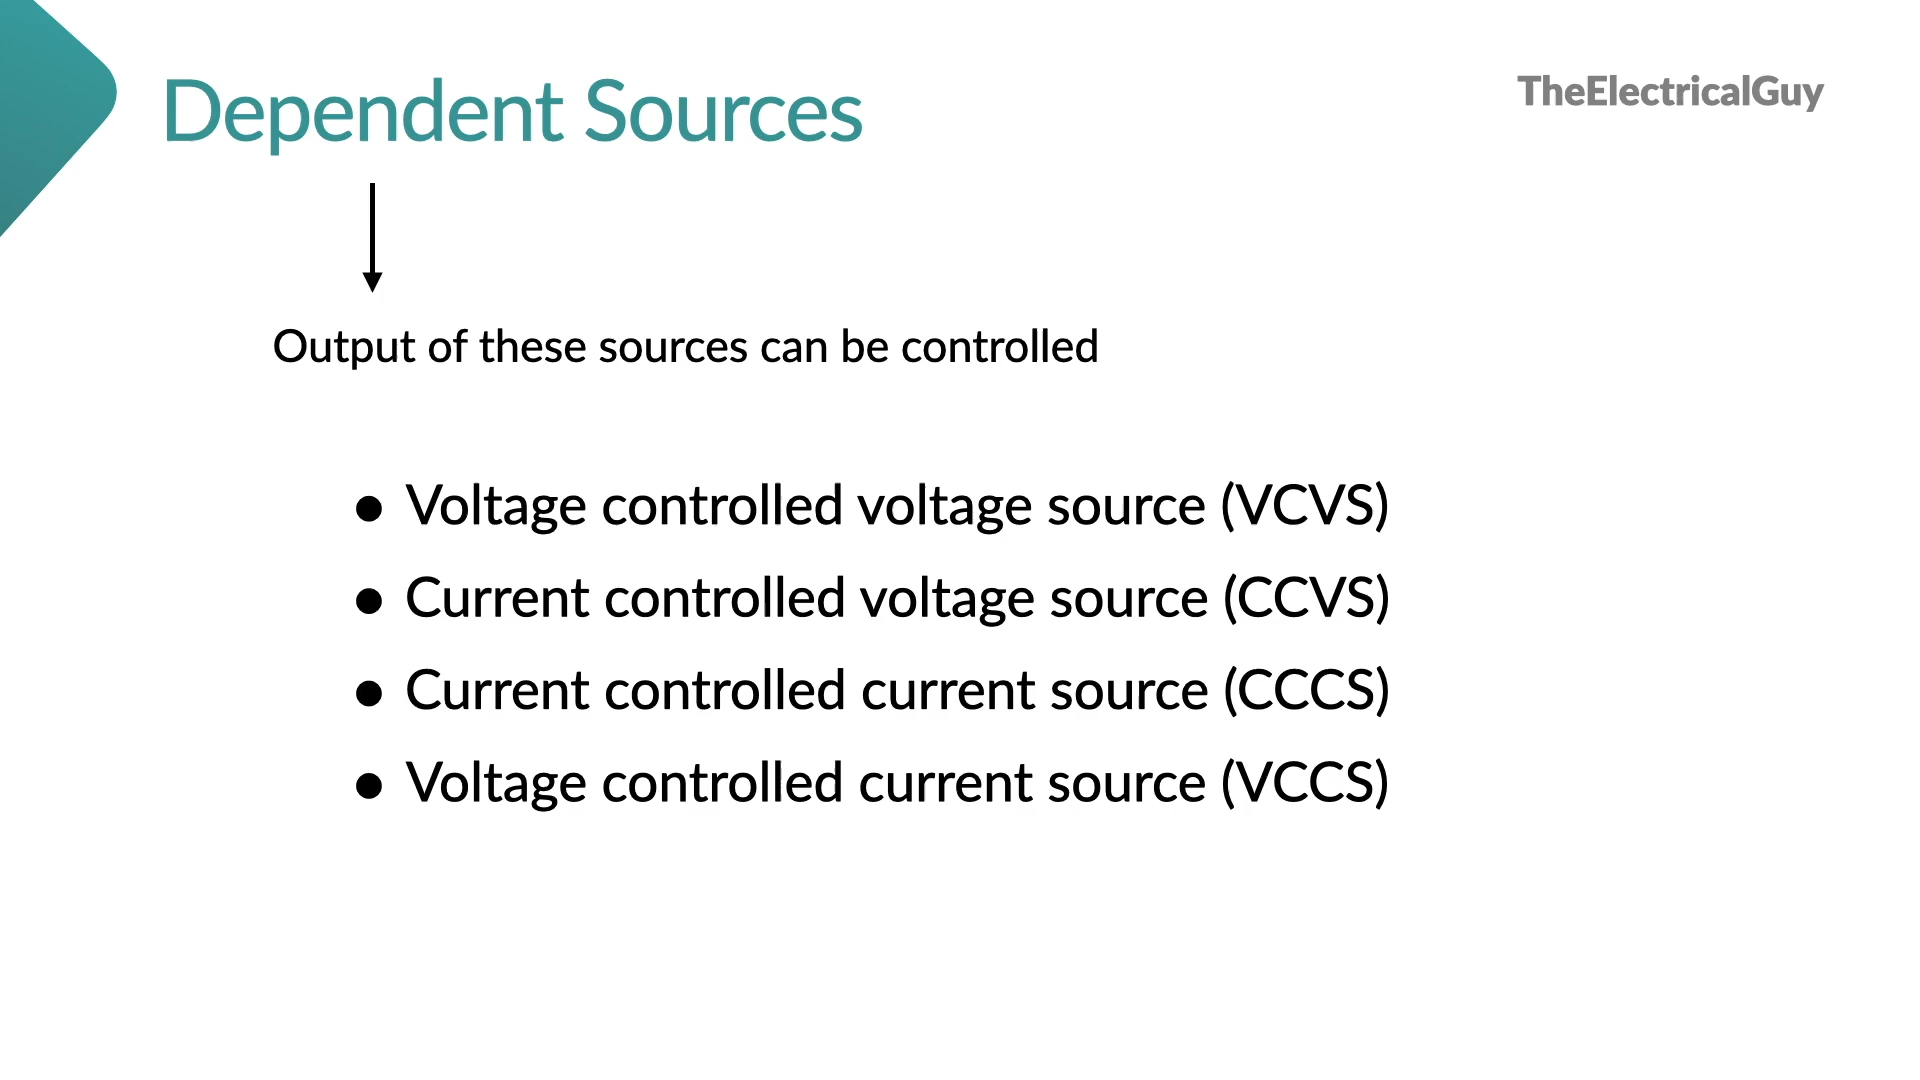 Dependent Sources
TheElectricalGuy
Output of these sources can be controlled
● Voltage controlled voltage source (VCVS)
● Current controlled voltage source (CCVS)
● Current controlled current source (CCCS)
● Voltage controlled current source (VCCS)